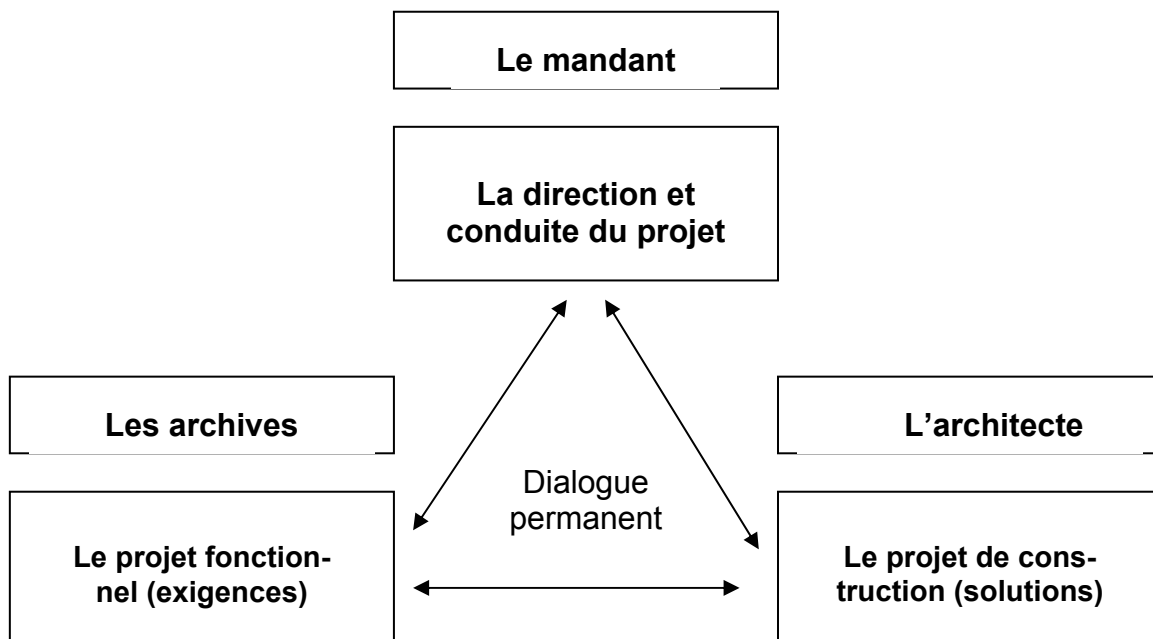 Le mandant
La direction et
conduite du projet
Les archives
L’architecte
Dialogue
permanent
Le projet fonction-
nel (exigences)
Le projet de cons-
truction (solutions)